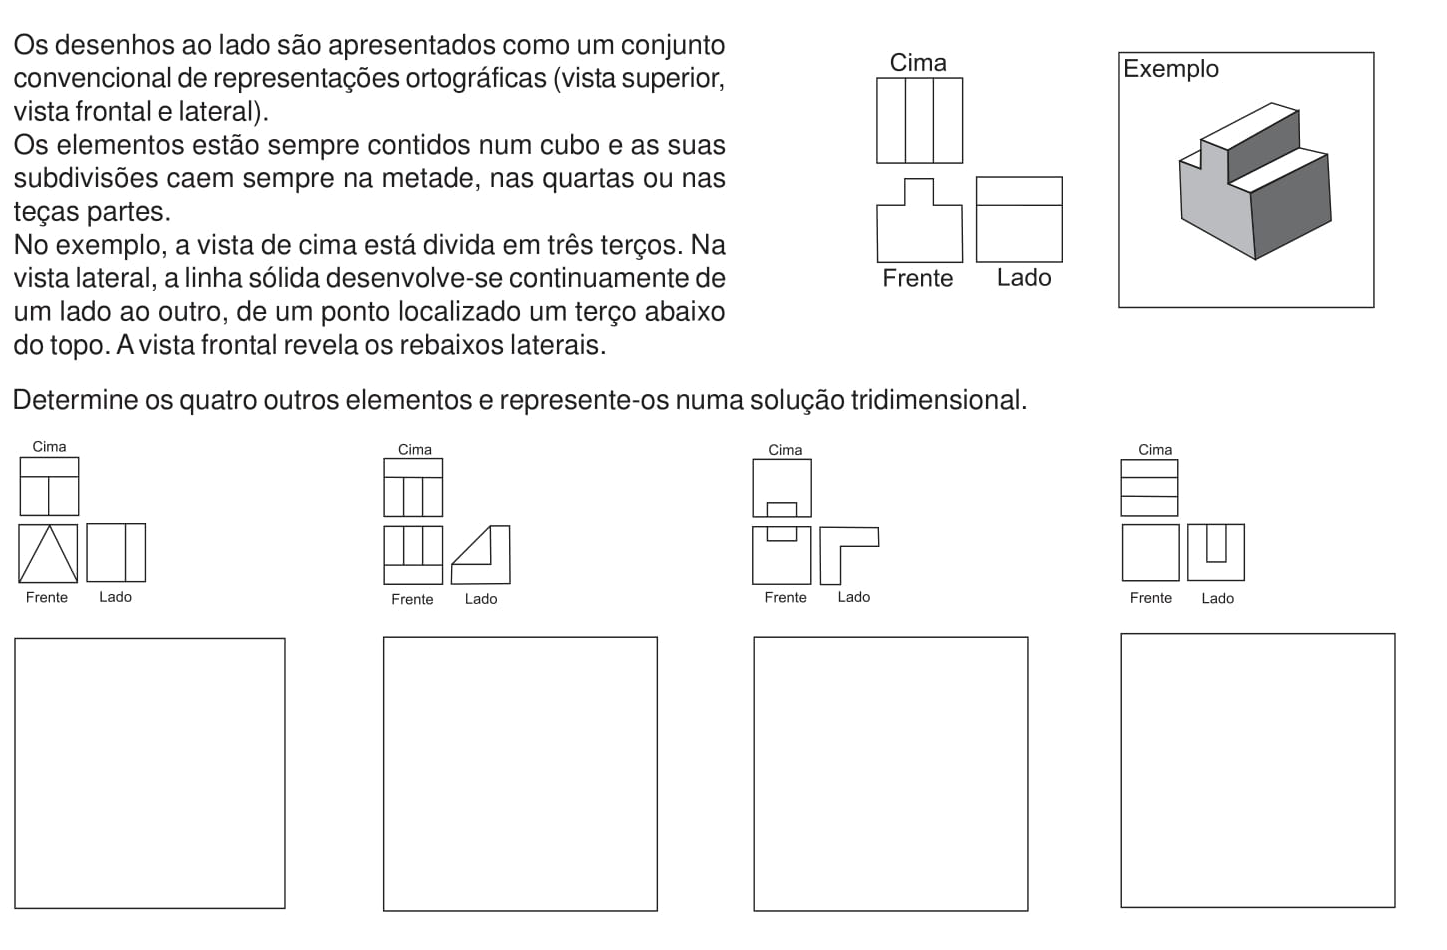 Os desenhos ao lado são apresentados como um conjunto
convencional de representações ortográficas (vista superior,
vista frontal e lateral).
Os elementos estão sempre contidos num cubo e as suas
subdivisões caem sempre na metade, nas quartas ou nas
teças partes.
No exemplo, a vista de cima está divida em três terços. Na
vista lateral, a linha sólida desenvolve-se continuamente de
um lado ao outro, de um ponto localizado um terço abaixo
do topo. A vista frontal revela os rebaixos laterais.
Cima
Frente Lado
Exemplo
Determine os quatro outros elementos e represente-os numa solução tridimensional.
Cima
Frente Lado
Cima
Frente Lado
Cima
Frente Lado
Cima
Frente Lado